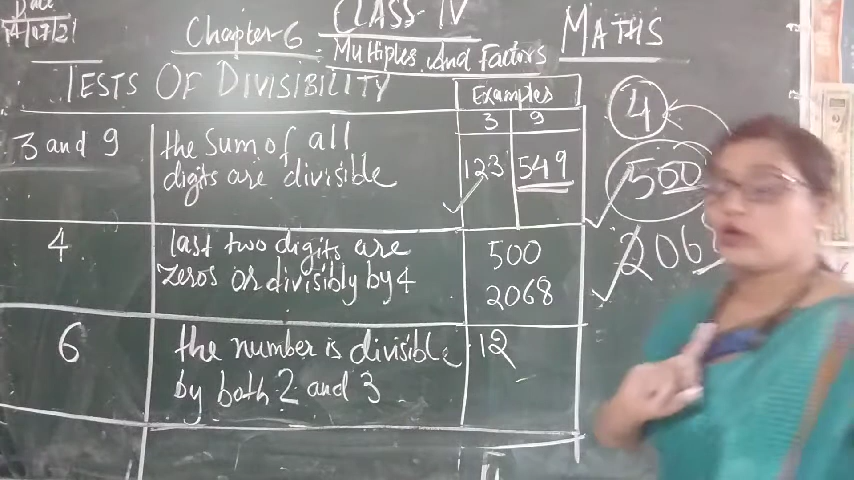 Date
CLASS-IV
14/07/21
Chapter-6
MATHS
Multiples And Factors
TESTS OF DIVISIBILITY
Examples
3 9
3 and 9
the Sum of all
digits are divisible
123 549
4
last two digits are
zeros or divisibly by 4
500
2068
6
the number is divisible
by both 2 and 3
12
4
500
206